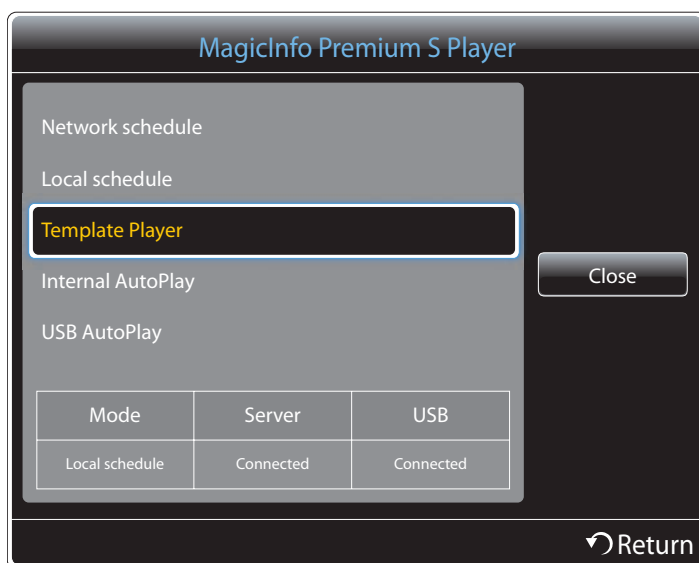 MagicInfo Premium S Player
Network schedule
Local schedule
Template Player
Internal AutoPlay
USB AutoPlay
Close
Mode Server USB
Local schedule Connected Connected
Return